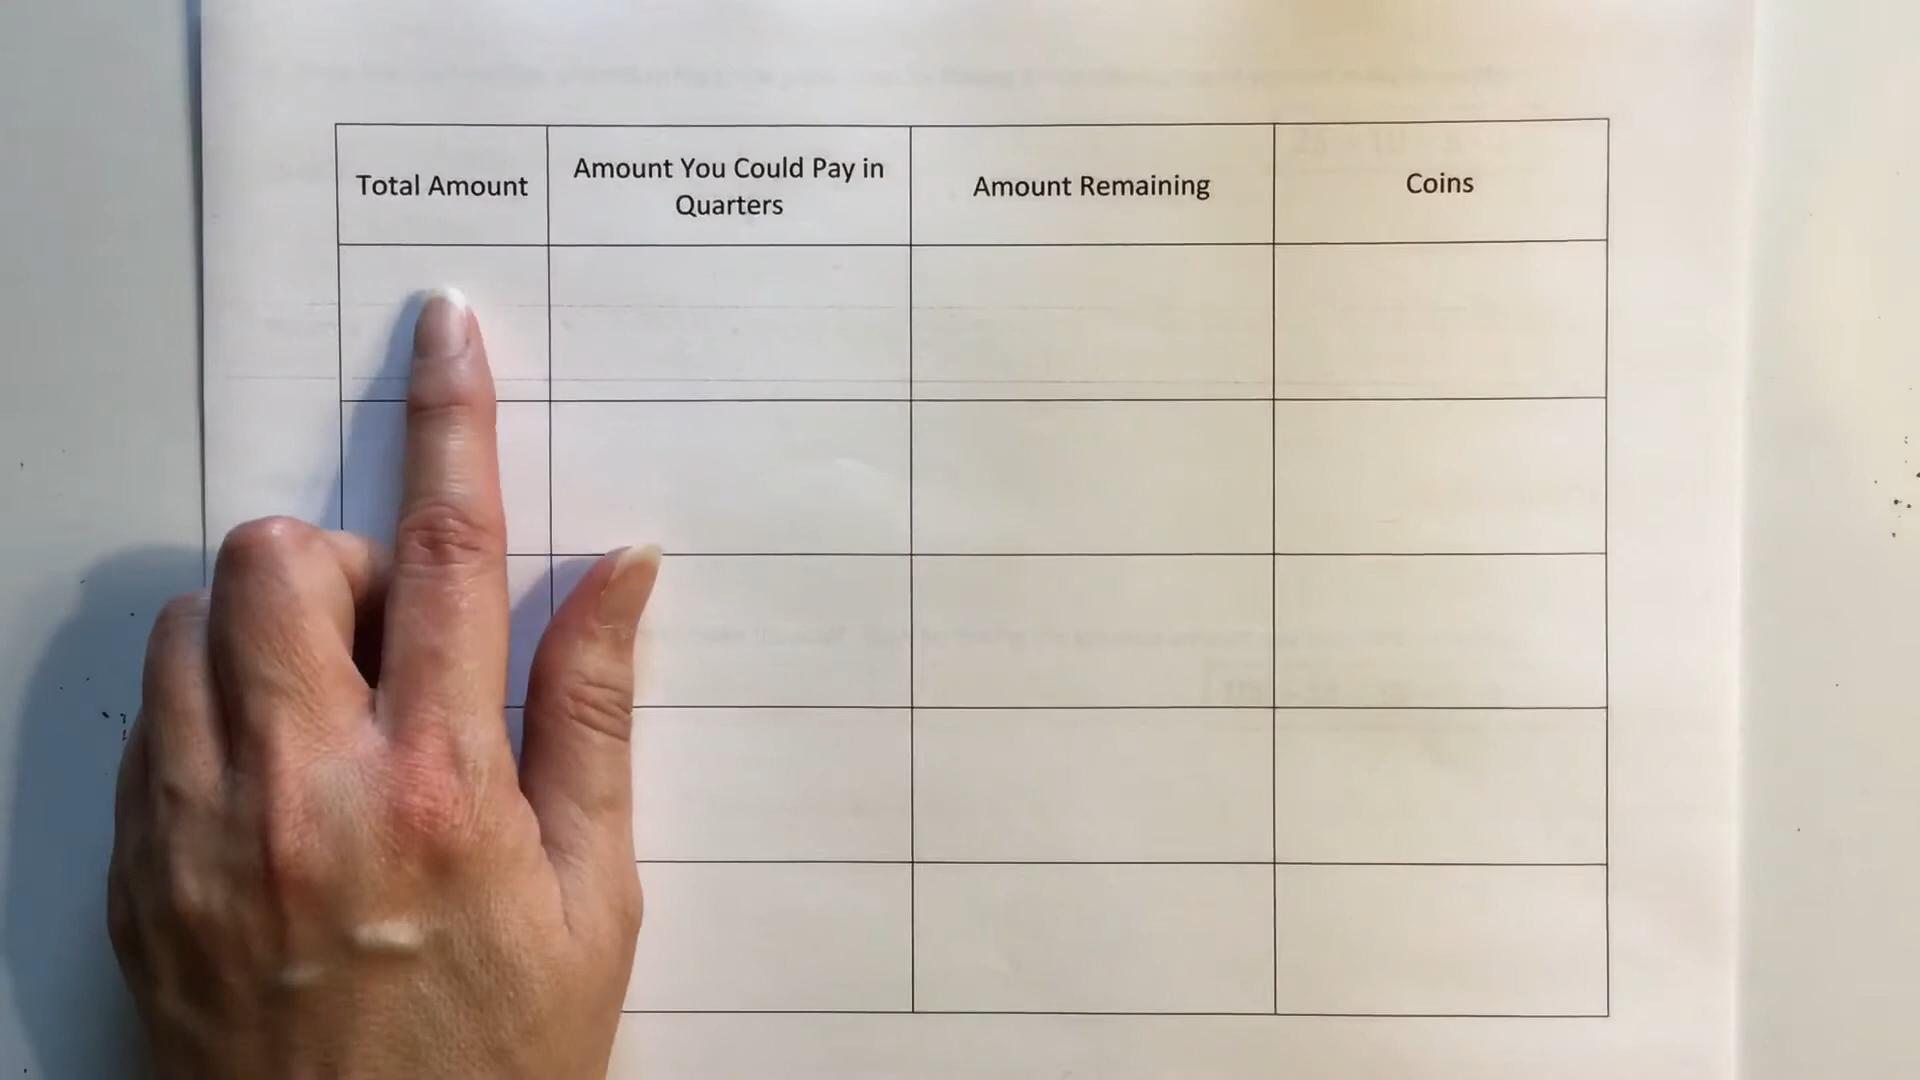 Total Amount
Amount You Could Pay in
Quarters
Amount Remaining
Coins